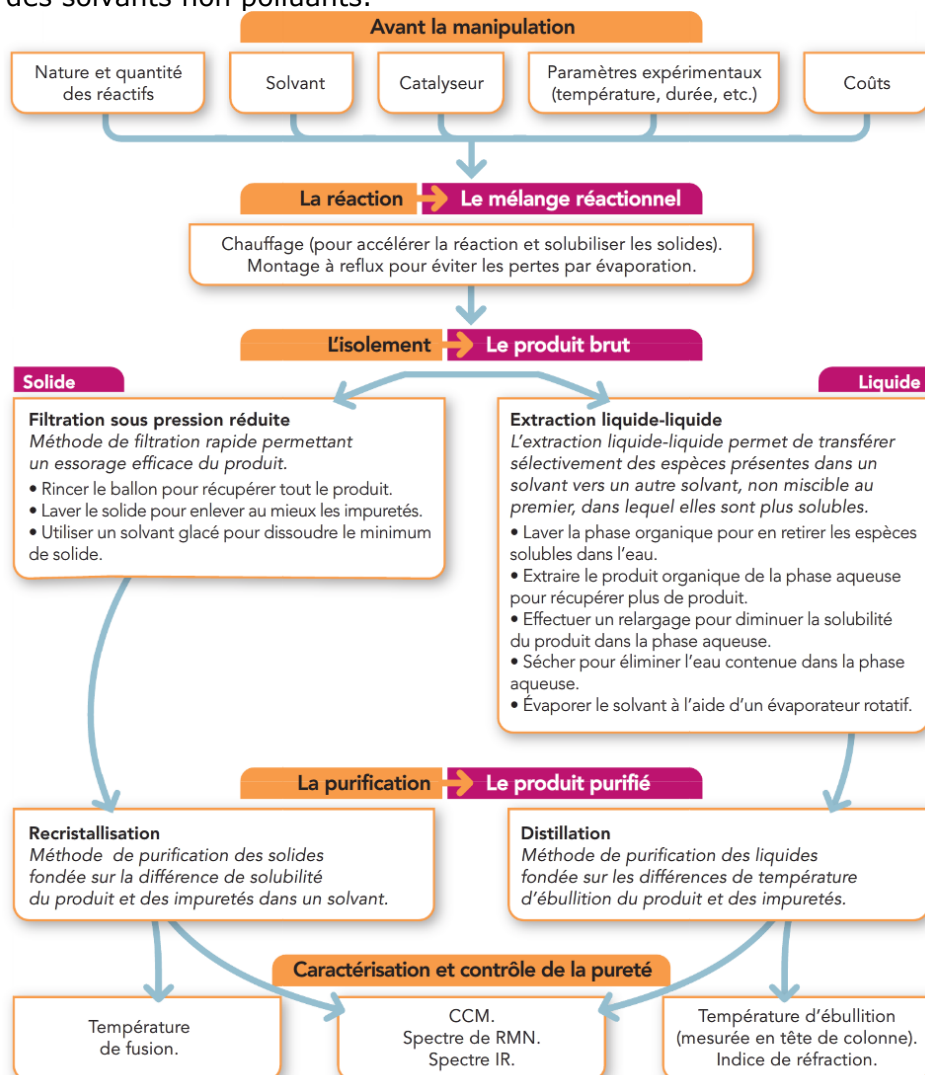 des solvants non polluants.
Avant la manipulation
Nature et quantité
des réactifs
Solvant
Catalyseur
Paramètres expérimentaux
(température, durée, etc.)
Coûts
La réaction
Le mélange réactionnel
Chauffage (pour accélérer la réaction et solubiliser les solides).
Montage à reflux pour éviter les pertes par évaporation.
L'isolement
Le produit brut
Solide
Filtration sous pression réduite
Méthode de filtration rapide permettant
un essorage efficace du produit.
• Rincer le ballon pour récupérer tout le produit.
• Laver le solide pour enlever au mieux les impuretés.
• Utiliser un solvant glacé pour dissoudre le minimum
de solide.
Liquide
Extraction liquide-liquide
L'extraction liquide-liquide permet de transférer
sélectivement des espèces présentes dans un
solvant vers un autre solvant, non miscible au
premier, dans lequel elles sont plus solubles.
• Laver la phase organique pour en retirer les espèces
solubles dans l'eau.
• Extraire le produit organique de la phase aqueuse
pour récupérer plus de produit.
• Effectuer un relargage pour diminuer la solubilité
du produit dans la phase aqueuse.
• Sécher pour éliminer l'eau contenue dans la phase
aqueuse.
• Évaporer le solvant à l'aide d'un évaporateur rotatif.
La purification
Le produit purifié
Recristallisation
Méthode de purification des solides
fondée sur la différence de solubilité
du produit et des impuretés dans un solvant.
Distillation
Méthode de purification des liquides
fondée sur les différences de température
d'ébullition du produit et des impuretés.
Caractérisation et contrôle de la pureté
Température
de fusion.
CCM.
Spectre de RMN.
Spectre IR.
Température d'ébullition
(mesurée en tête de colonne).
Indice de réfraction.